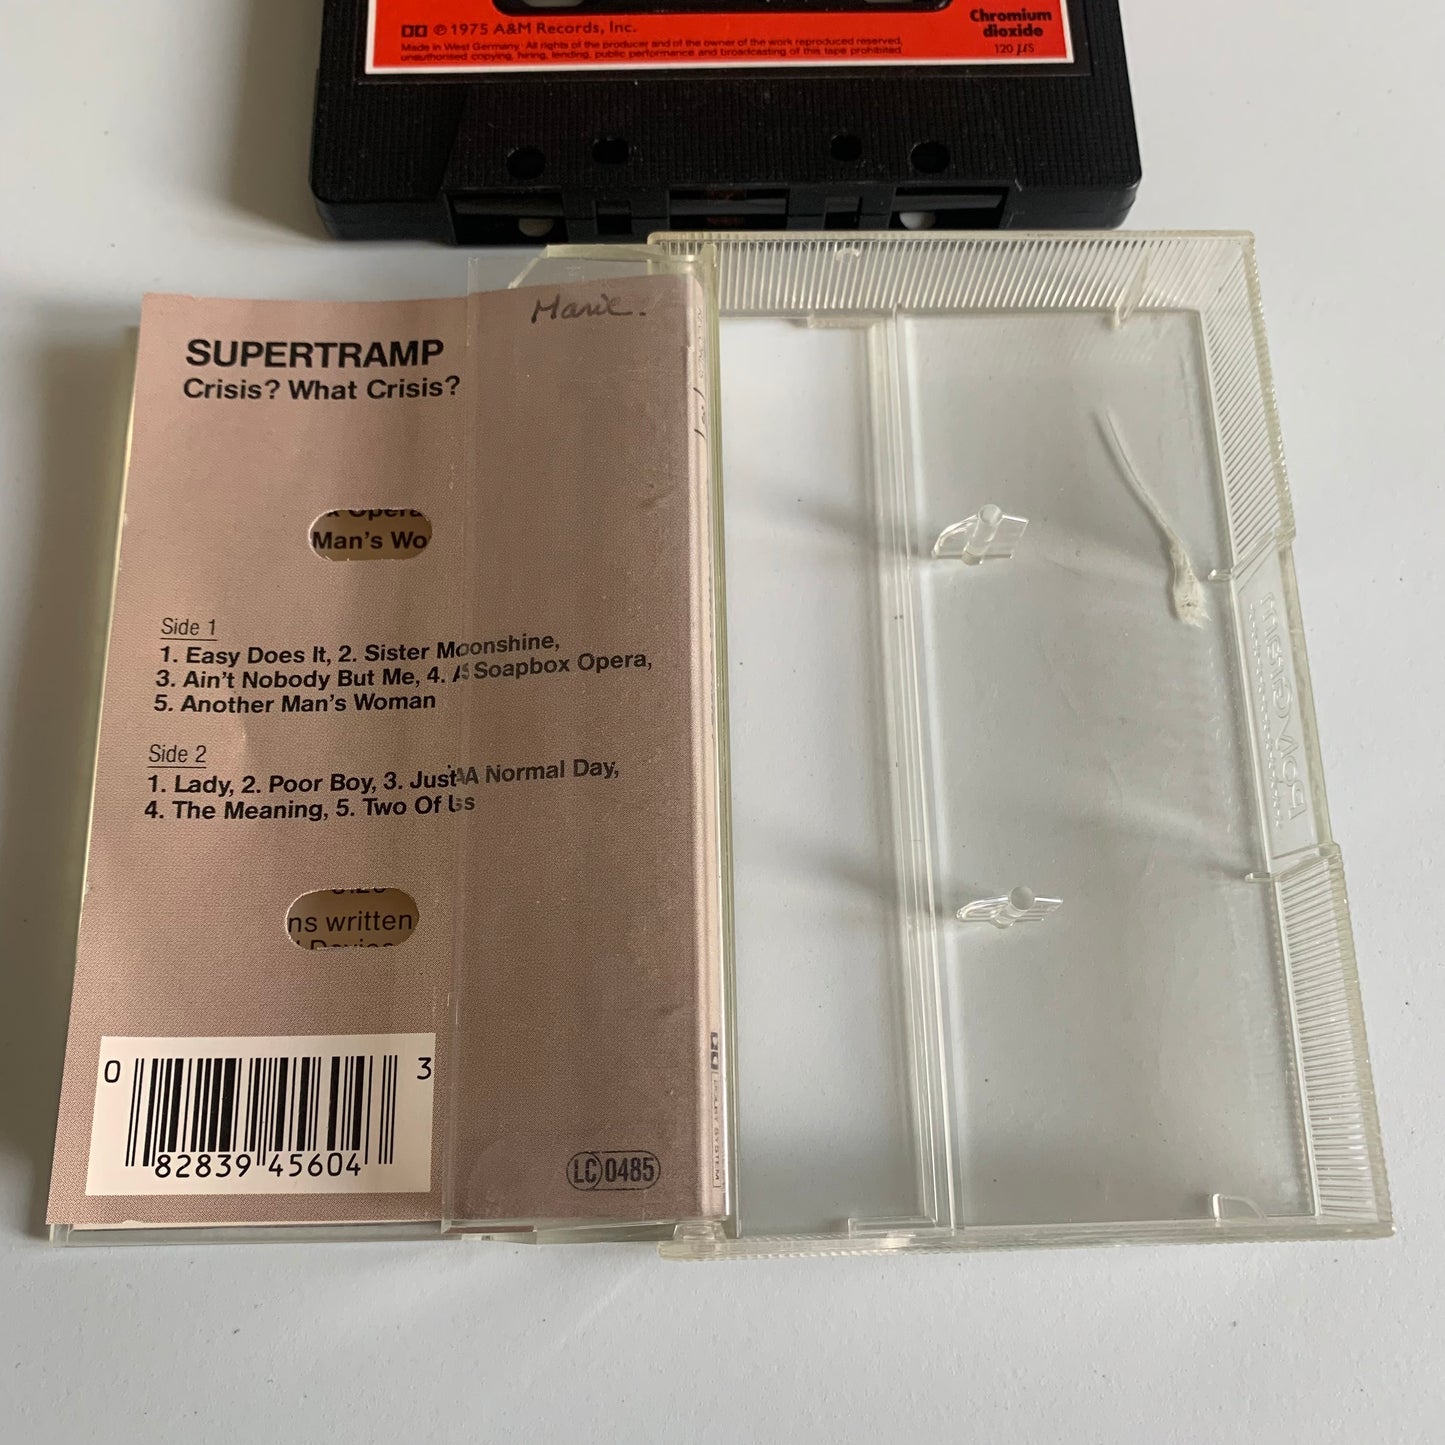 ℗ 1975 A&M Records, Inc.
Made in West Germany · All rights of the producer and of the owner of the work reproduced reserved,
unauthorised copying, hiring, lending, public performance and broadcasting of this tape prohibited
Chromium
dioxide
120 µs
Marie.
SUPERTRAMP
Crisis? What Crisis?
Man's Wo
Side 1
1. Easy Does It, 2. Sister Moonshine,
3. Ain't Nobody But Me, 4. A Soapbox Opera,
5. Another Man's Woman
Side 2
1. Lady, 2. Poor Boy, 3. Just A Normal Day,
4. The Meaning, 5. Two Of Us
ns written
0 82839 45604 3
LC 0485
DOLBY SYSTEM